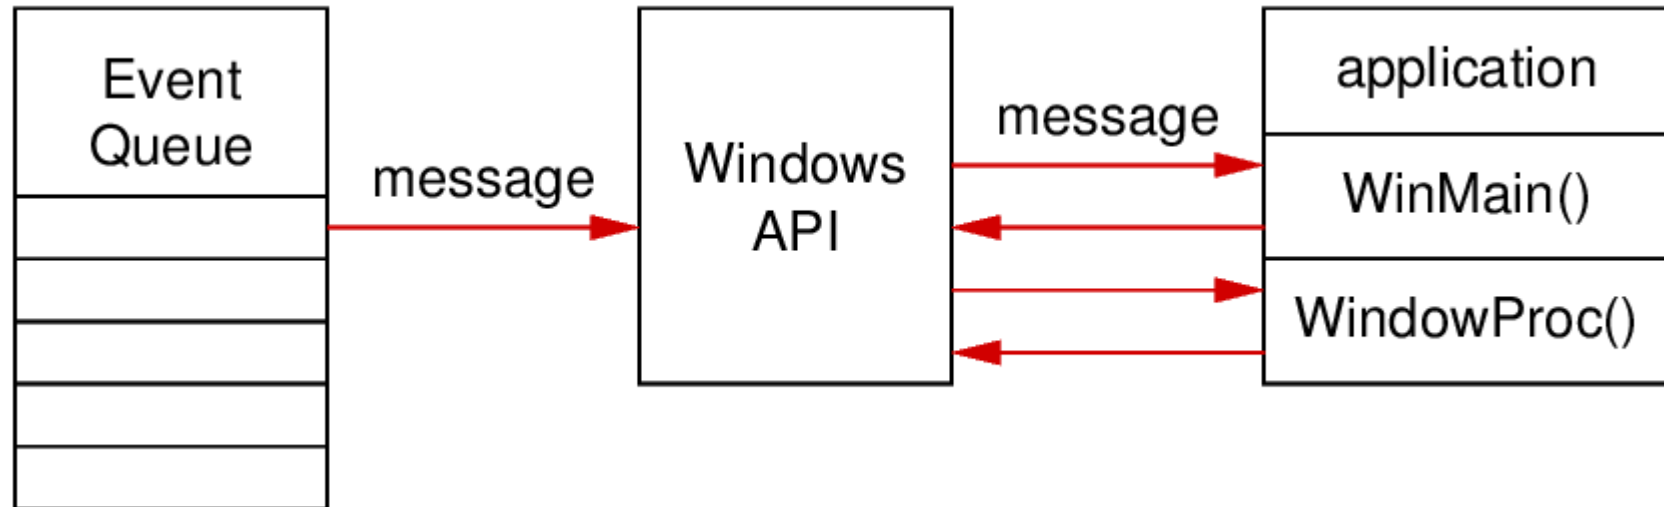 Event
Queue
message
Windows
API
message
application
WinMain()
WindowProc()